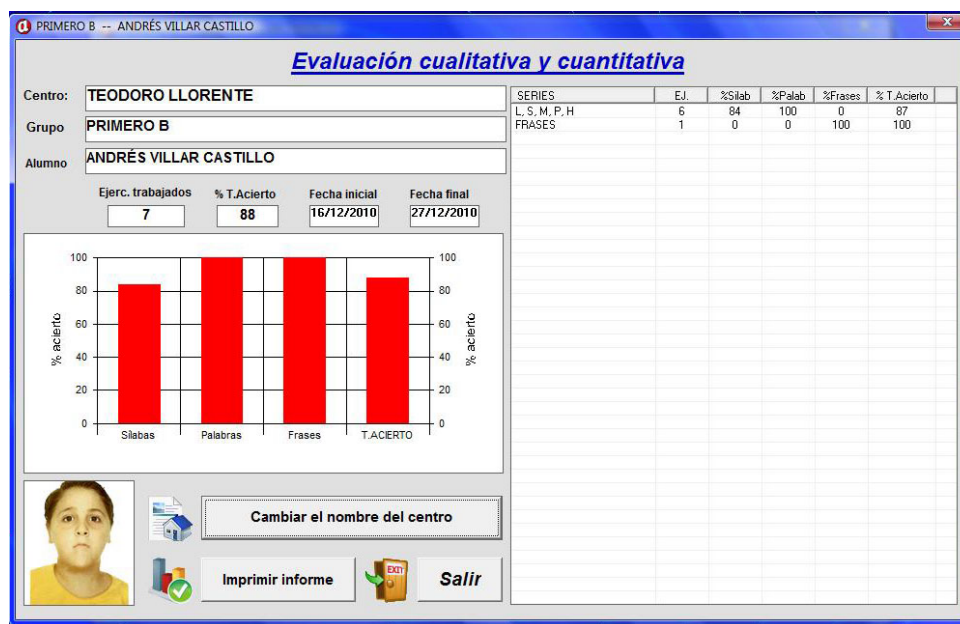 PRIMERO B -- ANDRÉS VILLAR CASTILLO
Evaluación cualitativa y cuantitativa
Centro: TEODORO LLORENTE
Grupo PRIMERO B
Alumno ANDRÉS VILLAR CASTILLO
Ejerc. trabajados % T.Acierto Fecha inicial Fecha final
7 88 16/12/2010 27/12/2010
SERIES EJ. %Silab %Palab %Frases % T.Acierto
L, S, M, P, H 6 84 100 0 87
FRASES 1 0 0 100 100
100 100
80 80
60 60
40 40
20 20
0 0
% acierto % acierto
Sílabas Palabras Frases T.ACIERTO
Cambiar el nombre del centro
Imprimir informe
EXIT
Salir